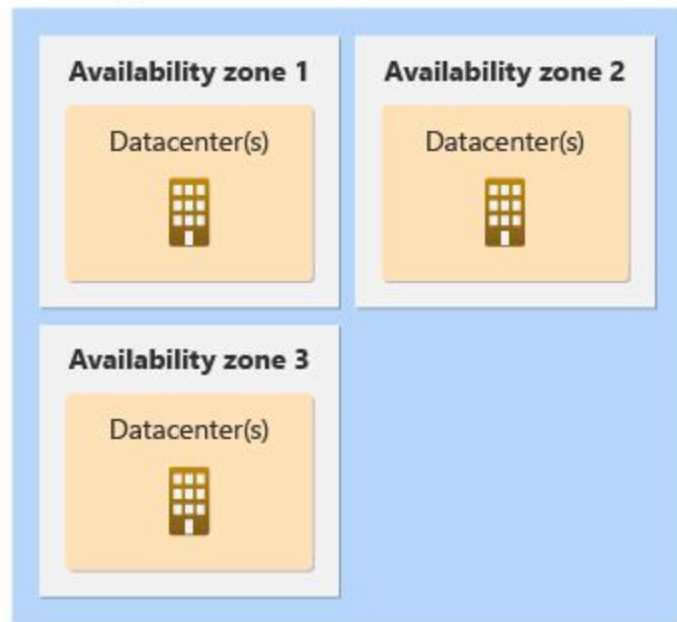 Availability zone 1
Datacenter(s)
Availability zone 2
Datacenter(s)
Availability zone 3
Datacenter(s)